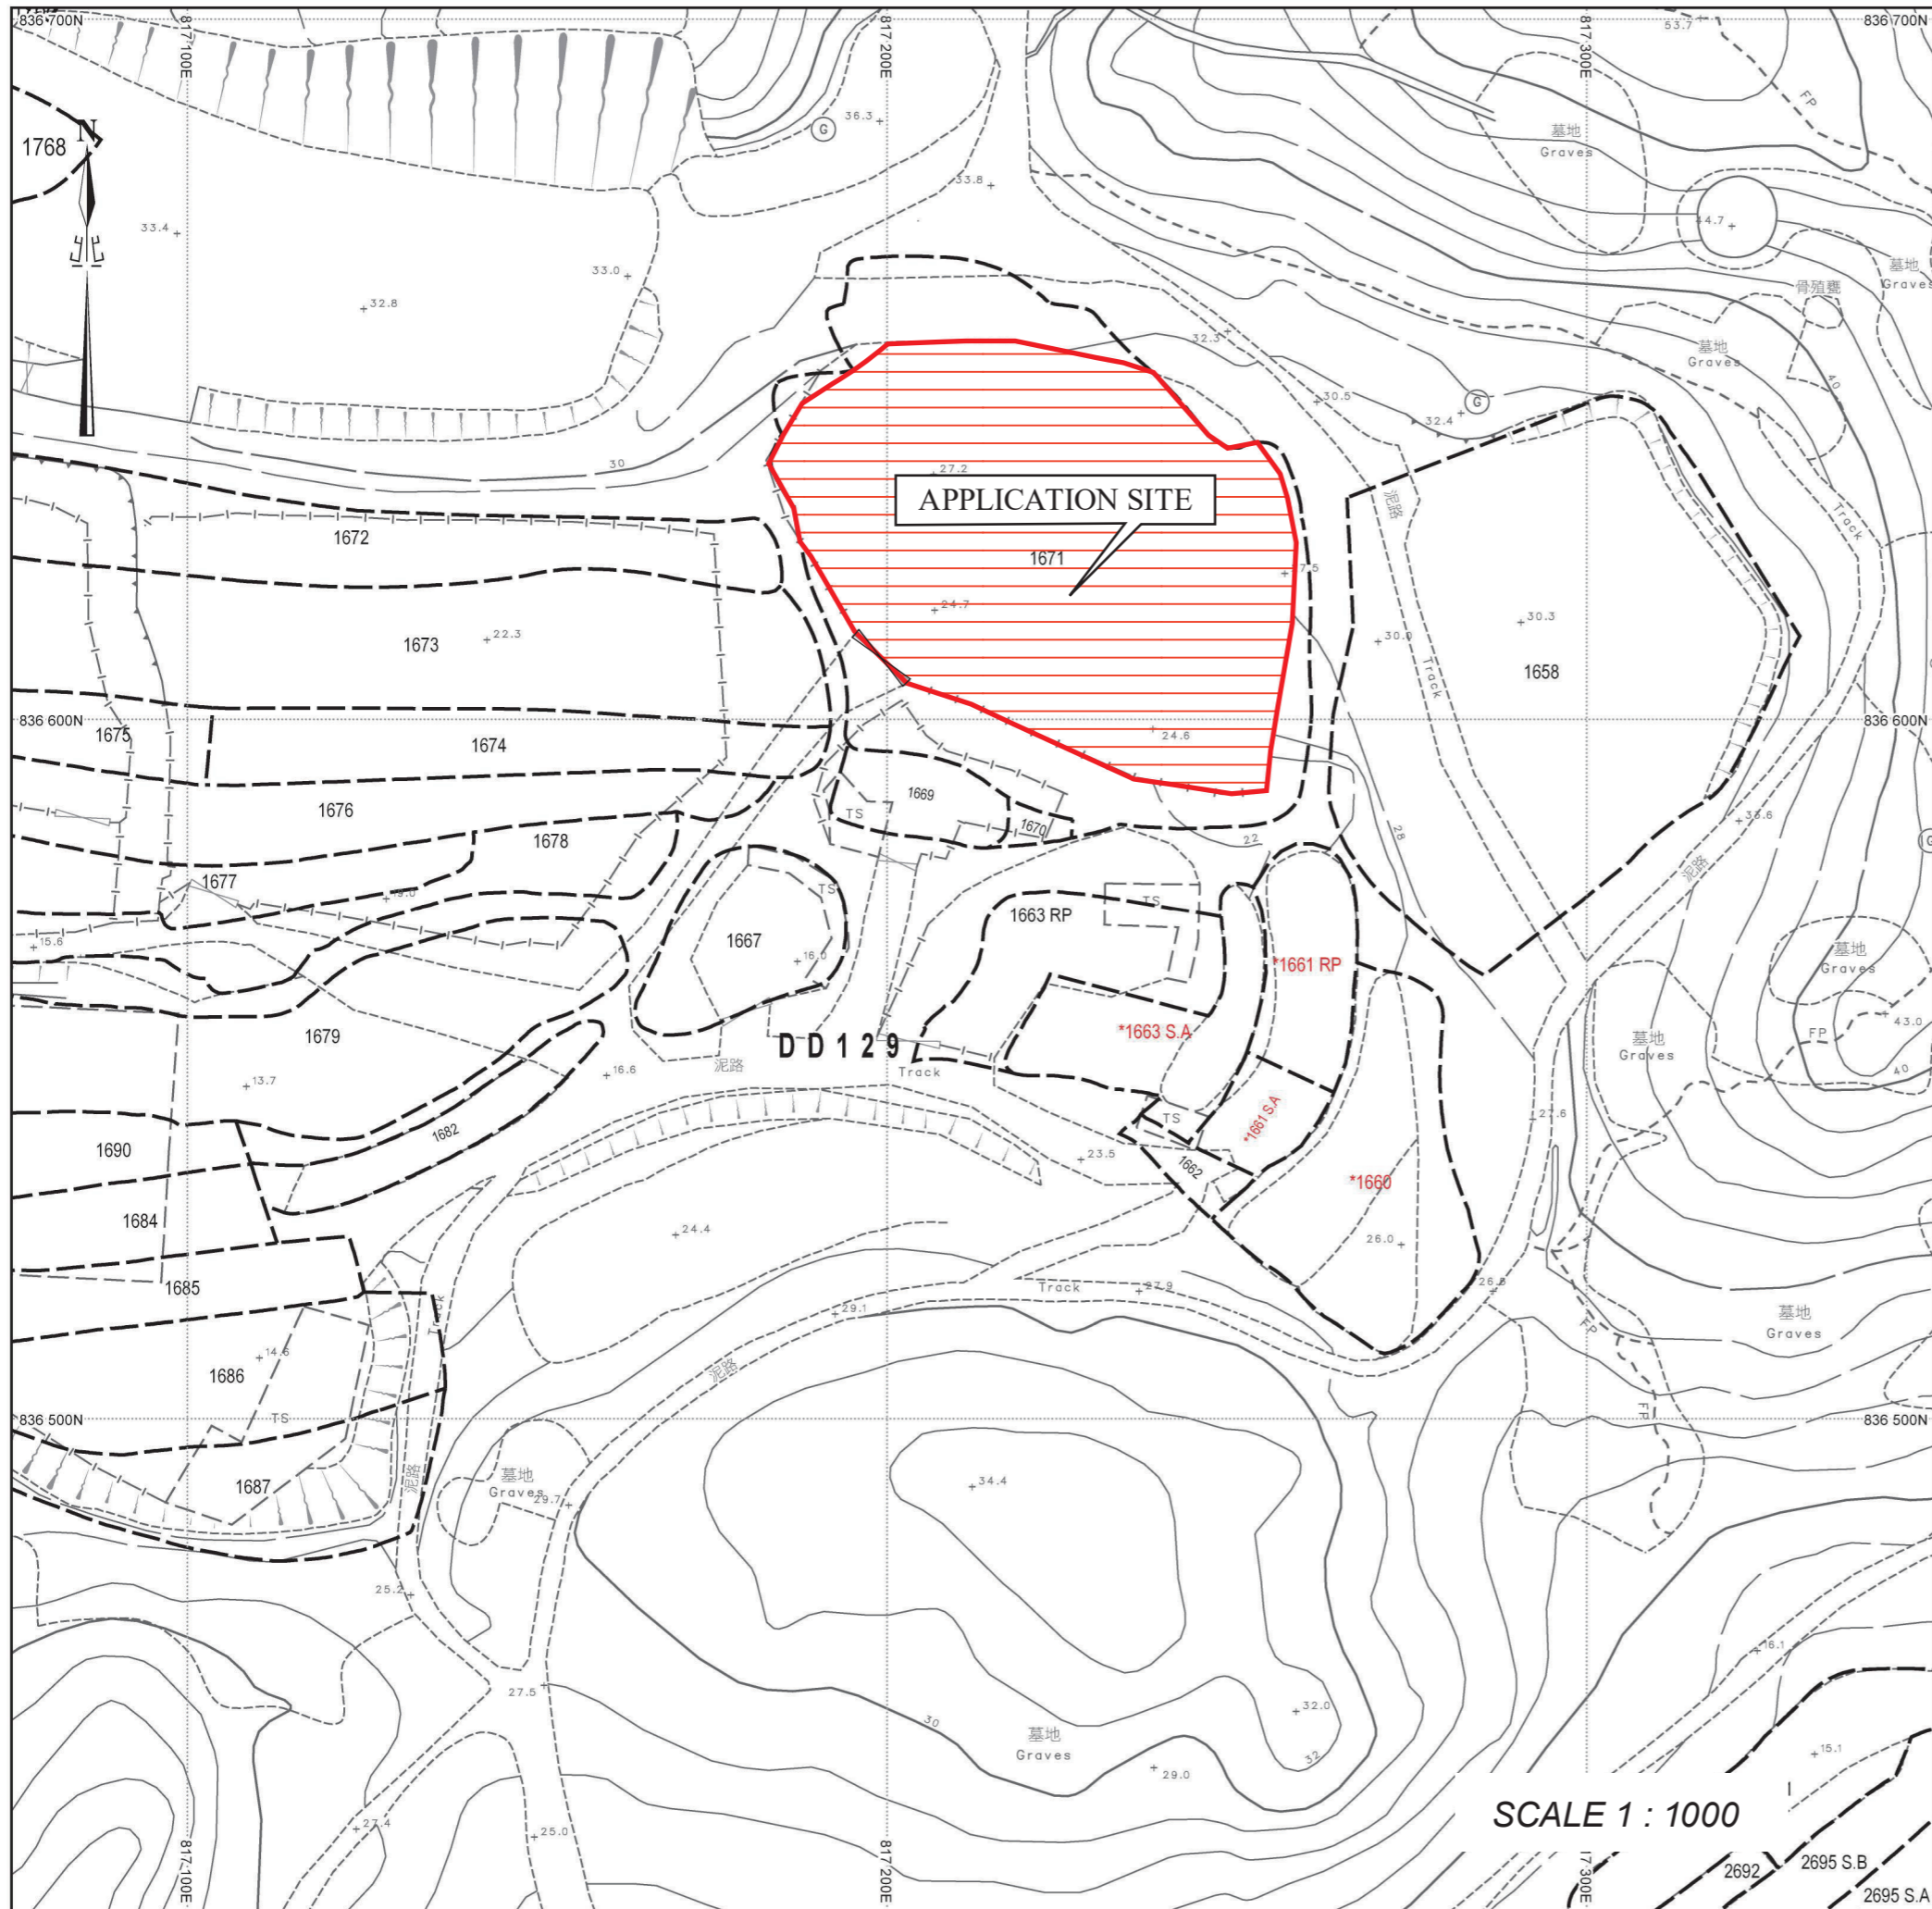 836 700N
817 100E
817 200E
817 300E
836 700N
53.7
FP
36.3
G
墓地
Graves
1768
N
33.8
44.7
33.4
33.0
墓地
Graves
骨殖甕
32.8
32.3
墓地
Graves
40
30.5
G
32.4
30
27.2
APPLICATION SITE
泥路
Track
1672
1671
7.5
24.7
30.3
1673
22.3
30.0
1658
Track
836 600N
1675
1674
24.6
836 600N
1676
1669
TS
1670
22
28
33.6
G
1678
1677
19.0
TS
TS
泥路
1663 RP
15.6
1667
16.0
*1661 RP
墓地
Graves
1679
*1663 S.A
DD129
43.0
FP
墓地
Graves
泥路
Track
40
13.7
16.6
1682
TS
*1661 S.A
27.6
1690
23.5
1662
*1660
1684
24.4
26.0
1685
Track
Track
27.9
26.8
29.1
墓地
Graves
FP
14.6
1686
泥路
TS
836 500N
FP
836 500N
1687
泥路
墓地
Graves
29.7
34.4
25.2
16.1
27.5
30
墓地
Graves
32.0
32
29.0
15.1
SCALE 1 : 1000
27.4
25.0
817 100E
817 200E
17 300E
2692
2695 S.B
2695 S.A